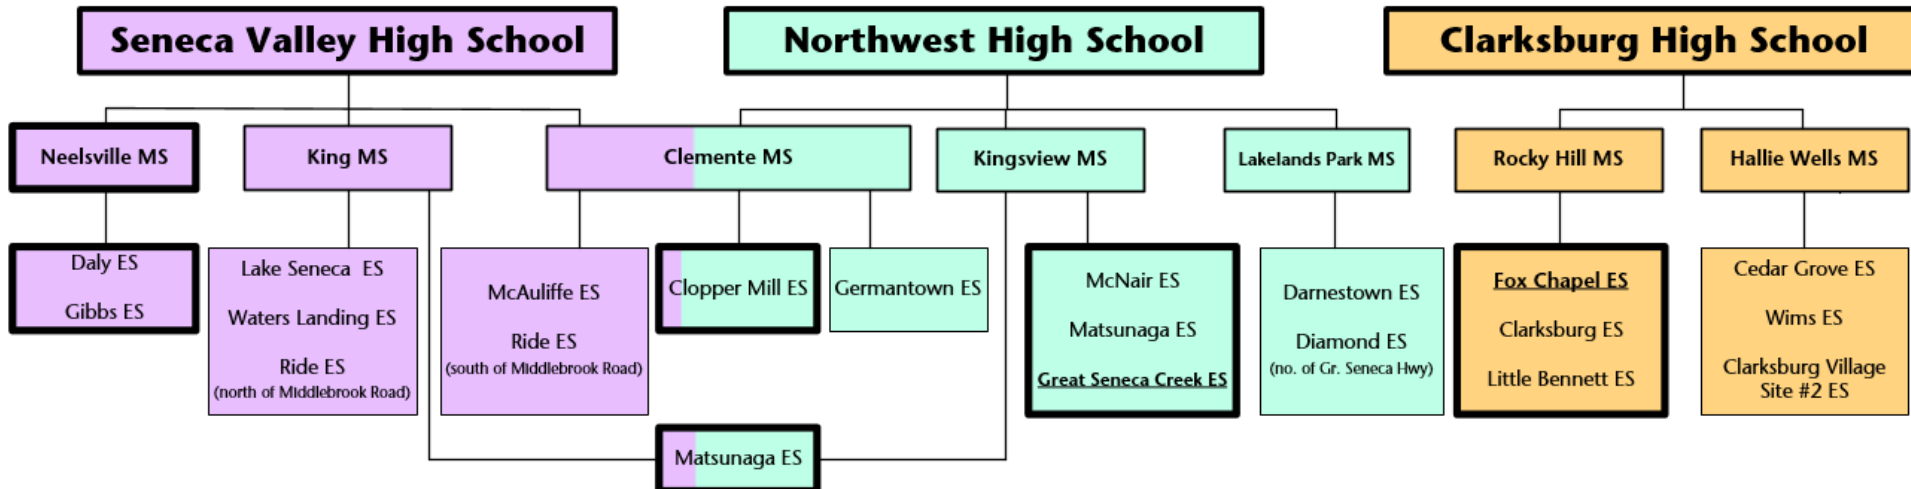 Seneca Valley High School
Northwest High School
Clarksburg High School
Neelsville MS
King MS
Clemente MS
Kingsview MS
Lakelands Park MS
Rocky Hill MS
Hallie Wells MS
Daly ES
Gibbs ES
Lake Seneca ES
Waters Landing ES
Ride ES
(north of Middlebrook Road)
McAuliffe ES
Ride ES
(south of Middlebrook Road)
Clopper Mill ES
Germantown ES
McNair ES
Matsunaga ES
Great Seneca Creek ES
Darnestown ES
Diamond ES
(no. of Gr. Seneca Hwy)
Fox Chapel ES
Clarksburg ES
Little Bennett ES
Cedar Grove ES
Wims ES
Clarksburg Village
Site #2 ES
Matsunaga ES